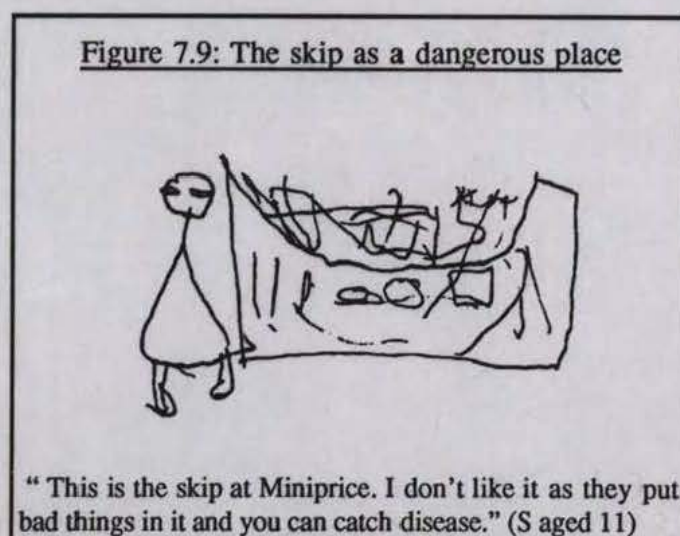 Figure 7.9: The skip as a dangerous place
“ This is the skip at Miniprice. I don't like it as they put
bad things in it and you can catch disease.” (S aged 11)